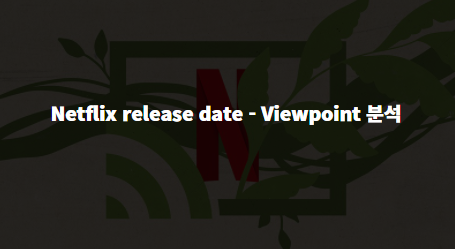 Netflix release date - Viewpoint 분석
N